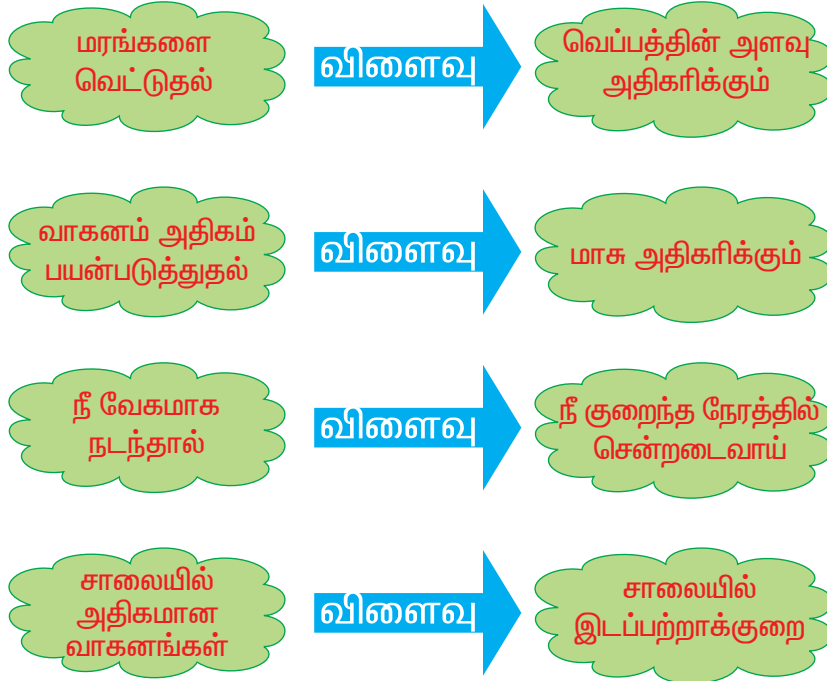 மரங்களை
வெட்டுதல்
விளைவு
வெப்பத்தின் அளவு
அதிகரிக்கும்
வாகனம் அதிகம்
பயன்படுத்துதல்
விளைவு
மாசு அதிகரிக்கும்
நீ வேகமாக
நடந்தால்
விளைவு
நீ குறைந்த நேரத்தில்
சென்றடைவாய்
சாலையில்
அதிகமான
வாகனங்கள்
விளைவு
சாலையில்
இடப்பற்றாக்குறை